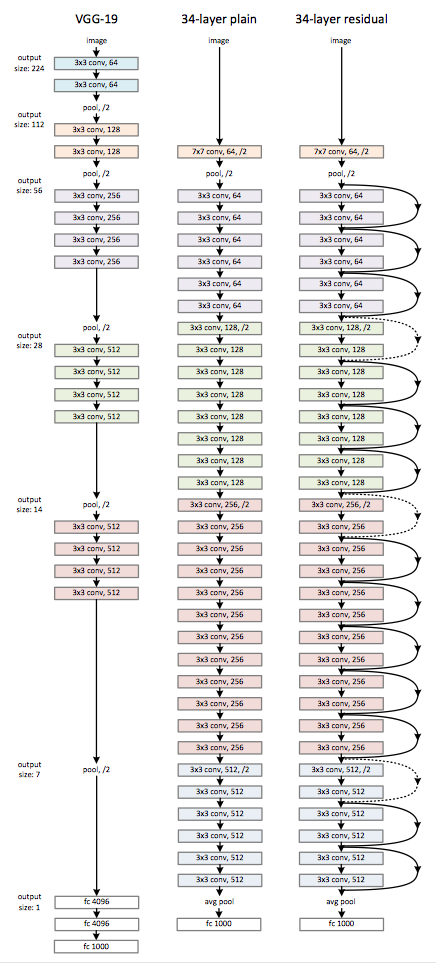 VGG-19
image
output
size: 224
3x3 conv, 64
3x3 conv, 64
pool, /2
output
size: 112
3x3 conv, 128
3x3 conv, 128
pool, /2
output
size: 56
3x3 conv, 256
3x3 conv, 256
3x3 conv, 256
3x3 conv, 256
pool, /2
output
size: 28
3x3 conv, 512
3x3 conv, 512
3x3 conv, 512
3x3 conv, 512
output
size: 14
pool, /2
3x3 conv, 512
3x3 conv, 512
3x3 conv, 512
3x3 conv, 512
output
size: 7
pool, /2
output
size: 1
fc 4096
fc 4096
fc 1000
34-layer plain
image
7x7 conv, 64, /2
pool, /2
3x3 conv, 64
3x3 conv, 64
3x3 conv, 64
3x3 conv, 64
3x3 conv, 64
3x3 conv, 64
3x3 conv, 128, /2
3x3 conv, 128
3x3 conv, 128
3x3 conv, 128
3x3 conv, 128
3x3 conv, 128
3x3 conv, 128
3x3 conv, 128
3x3 conv, 256, /2
3x3 conv, 256
3x3 conv, 256
3x3 conv, 256
3x3 conv, 256
3x3 conv, 256
3x3 conv, 256
3x3 conv, 256
3x3 conv, 256
3x3 conv, 256
3x3 conv, 256
3x3 conv, 256
3x3 conv, 512, /2
3x3 conv, 512
3x3 conv, 512
3x3 conv, 512
3x3 conv, 512
3x3 conv, 512
avg pool
fc 1000
34-layer residual
image
7x7 conv, 64, /2
pool, /2
3x3 conv, 64
3x3 conv, 64
3x3 conv, 64
3x3 conv, 64
3x3 conv, 64
3x3 conv, 64
3x3 conv, 128, /2
3x3 conv, 128
3x3 conv, 128
3x3 conv, 128
3x3 conv, 128
3x3 conv, 128
3x3 conv, 128
3x3 conv, 128
3x3 conv, 256, /2
3x3 conv, 256
3x3 conv, 256
3x3 conv, 256
3x3 conv, 256
3x3 conv, 256
3x3 conv, 256
3x3 conv, 256
3x3 conv, 256
3x3 conv, 256
3x3 conv, 256
3x3 conv, 256
3x3 conv, 512, /2
3x3 conv, 512
3x3 conv, 512
3x3 conv, 512
3x3 conv, 512
3x3 conv, 512
avg pool
fc 1000